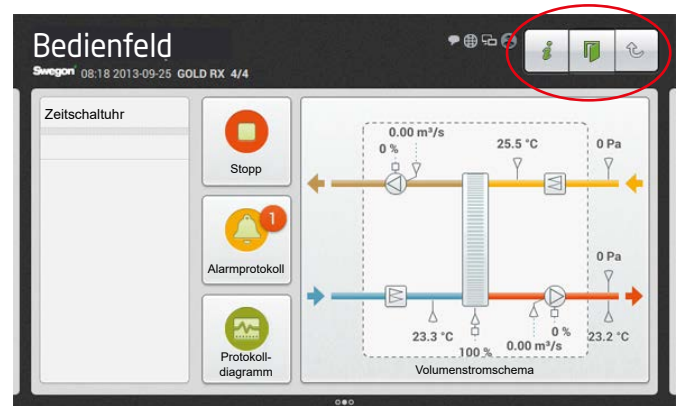 Bedienfeld
Swegon 08:18 2013-09-25 GOLD RX 4/4
i
Zeitschaltuhr
Stopp
1
Alarmprotokoll
Protokoll-
diagramm
0.00 m³/s
0 %
25.5 °C
0 Pa
0 Pa
23.3 °C
100 %
0.00 m³/s
0 %
23.2 °C
Volumenstromschema